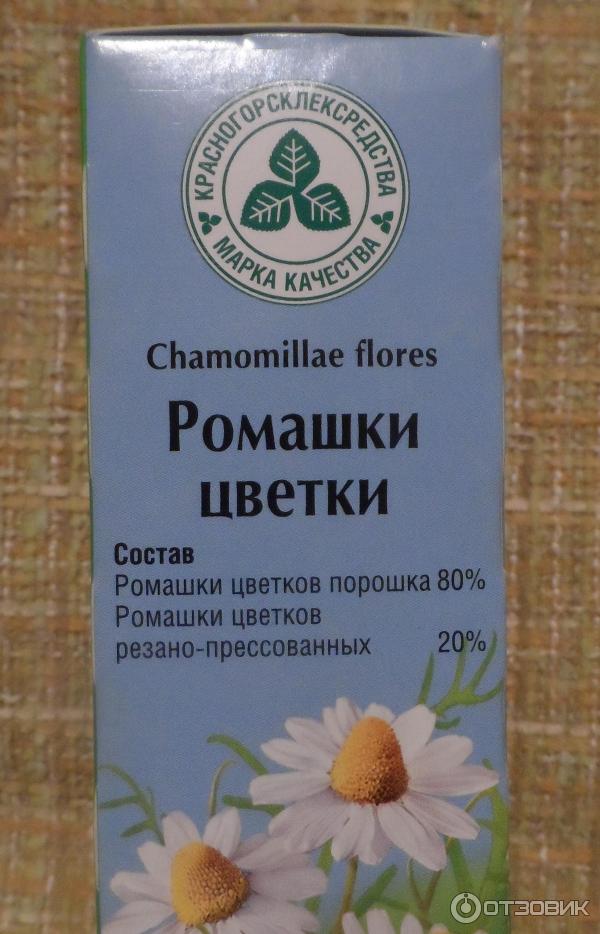 КРАСНОГОРСКЛЕКСРЕДСТВА
МАРКА КАЧЕСТВА
Chamomillae flores
Ромашки
цветки
Состав
Ромашки цветков порошка 80%
Ромашки цветков
резано-прессованных 20%
ОТЗОВИК